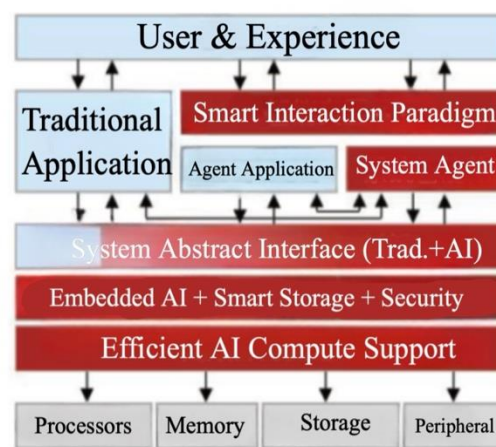 User & Experience
Traditional
Application
Smart Interaction Paradigm
Agent Application
System Agent
System Abstract Interface (Trad.+AI)
Embedded AI + Smart Storage + Security
Efficient AI Compute Support
Processors
Memory
Storage
Peripheral